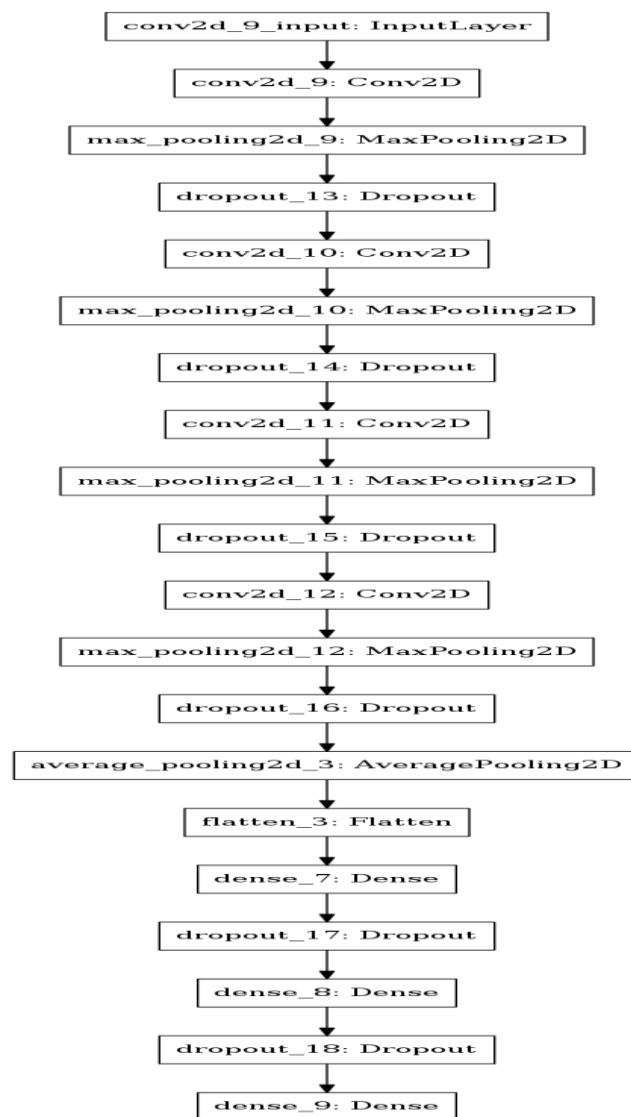 conv2d_9_input: InputLayer
conv2d_9: Conv2D
max_pooling2d_9: MaxPooling2D
dropout_13: Dropout
conv2d_10: Conv2D
max_pooling2d_10: MaxPooling2D
dropout_14: Dropout
conv2d_11: Conv2D
max_pooling2d_11: MaxPooling2D
dropout_15: Dropout
conv2d_12: Conv2D
max_pooling2d_12: MaxPooling2D
dropout_16: Dropout
average_pooling2d_3: AveragePooling2D
flatten_3: Flatten
dense_7: Dense
dropout_17: Dropout
dense_8: Dense
dropout_18: Dropout
dense_9: Dense